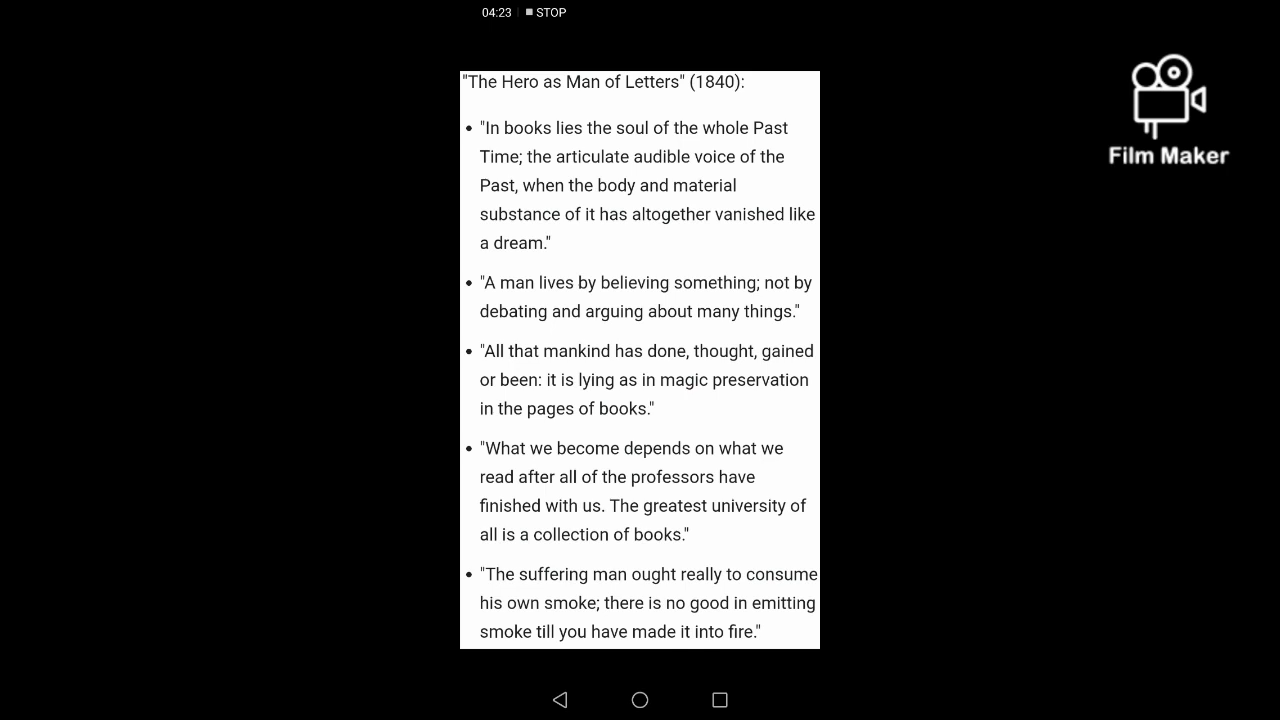 04:23 STOP
"The Hero as Man of Letters" (1840):
Film Maker
• "In books lies the soul of the whole Past
Time; the articulate audible voice of the
Past, when the body and material
substance of it has altogether vanished like
a dream."
• "A man lives by believing something; not by
debating and arguing about many things."
• "All that mankind has done, thought, gained
or been: it is lying as in magic preservation
in the pages of books."
• "What we become depends on what we
read after all of the professors have
finished with us. The greatest university of
all is a collection of books."
• "The suffering man ought really to consume
his own smoke; there is no good in emitting
smoke till you have made it into fire."